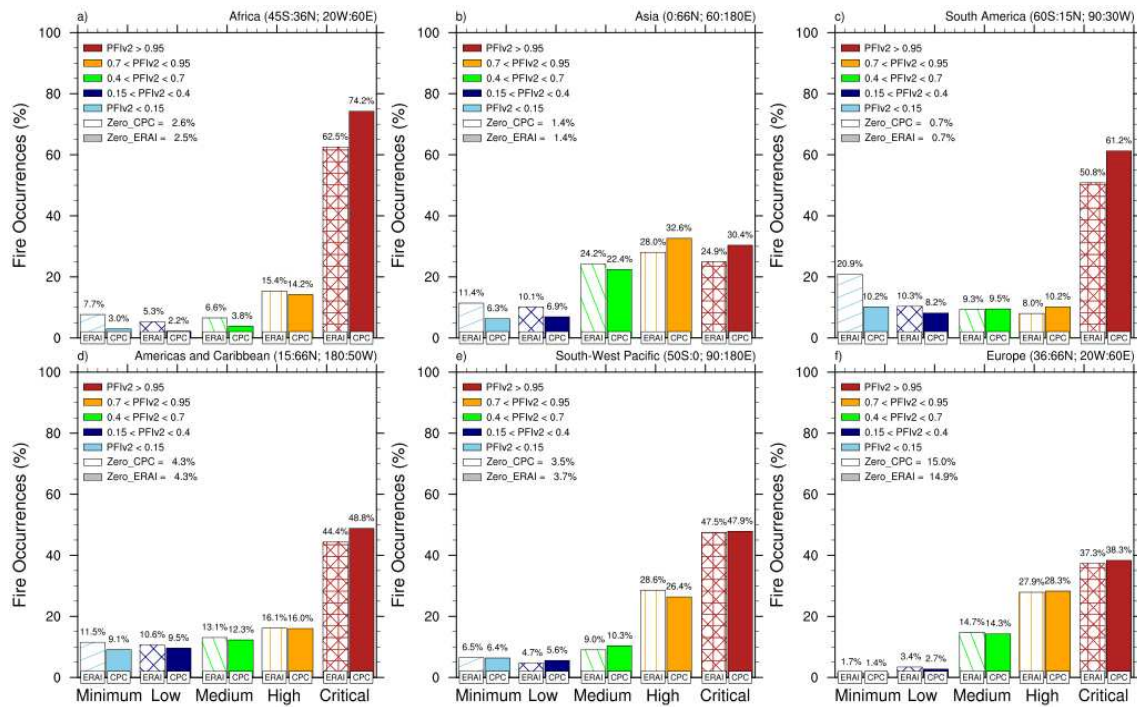 a) Africa (45S:36N; 20W:60E)
100
80
60
40
20
0
Fire Occurrences (%)
PFIv2 > 0.95
0.7 < PFIv2 < 0.95
0.4 < PFIv2 < 0.7
0.15 < PFIv2 < 0.4
PFIv2 < 0.15
Zero_CPC = 2.6%
Zero_ERAI = 2.5%
7.7% 3.0% 5.3% 2.2% 6.6% 3.8% 15.4% 14.2% 62.5% 74.2%
ERAI CPC ERAI CPC ERAI CPC ERAI CPC ERAI CPC
b) Asia (0:66N; 60:180E)
100
80
60
40
20
0
Fire Occurrences (%)
PFIv2 > 0.95
0.7 < PFIv2 < 0.95
0.4 < PFIv2 < 0.7
0.15 < PFIv2 < 0.4
PFIv2 < 0.15
Zero_CPC = 1.4%
Zero_ERAI = 1.4%
11.4% 6.3% 10.1% 6.9% 24.2% 22.4% 28.0% 32.6% 24.9% 30.4%
ERAI CPC ERAI CPC ERAI CPC ERAI CPC ERAI CPC
c) South America (60S:15N; 90:30W)
100
80
60
40
20
0
Fire Occurrences (%)
PFIv2 > 0.95
0.7 < PFIv2 < 0.95
0.4 < PFIv2 < 0.7
0.15 < PFIv2 < 0.4
PFIv2 < 0.15
Zero_CPC = 0.7%
Zero_ERAI = 0.7%
20.9% 10.2% 10.3% 8.2% 9.3% 9.5% 8.0% 10.2% 50.8% 61.2%
ERAI CPC ERAI CPC ERAI CPC ERAI CPC ERAI CPC
d) Americas and Caribbean (15:66N; 180:50W)
100
80
60
40
20
0
Fire Occurrences (%)
PFIv2 > 0.95
0.7 < PFIv2 < 0.95
0.4 < PFIv2 < 0.7
0.15 < PFIv2 < 0.4
PFIv2 < 0.15
Zero_CPC = 4.3%
Zero_ERAI = 4.3%
11.5% 9.1% 10.6% 9.5% 13.1% 12.3% 16.1% 16.0% 44.4% 48.8%
ERAI CPC ERAI CPC ERAI CPC ERAI CPC ERAI CPC
Minimum Low Medium High Critical
e) South-West Pacific (50S:0; 90:180E)
100
80
60
40
20
0
Fire Occurrences (%)
PFIv2 > 0.95
0.7 < PFIv2 < 0.95
0.4 < PFIv2 < 0.7
0.15 < PFIv2 < 0.4
PFIv2 < 0.15
Zero_CPC = 3.5%
Zero_ERAI = 3.7%
6.5% 6.4% 4.7% 5.6% 9.0% 10.3% 28.6% 26.4% 47.5% 47.9%
ERAI CPC ERAI CPC ERAI CPC ERAI CPC ERAI CPC
Minimum Low Medium High Critical
f) Europe (36:66N; 20W:60E)
100
80
60
40
20
0
Fire Occurrences (%)
PFIv2 > 0.95
0.7 < PFIv2 < 0.95
0.4 < PFIv2 < 0.7
0.15 < PFIv2 < 0.4
PFIv2 < 0.15
Zero_CPC = 15.0%
Zero_ERAI = 14.9%
1.7% 1.4% 3.4% 2.7% 14.7% 14.3% 27.9% 28.3% 37.3% 38.3%
ERAI CPC ERAI CPC ERAI CPC ERAI CPC ERAI CPC
Minimum Low Medium High Critical